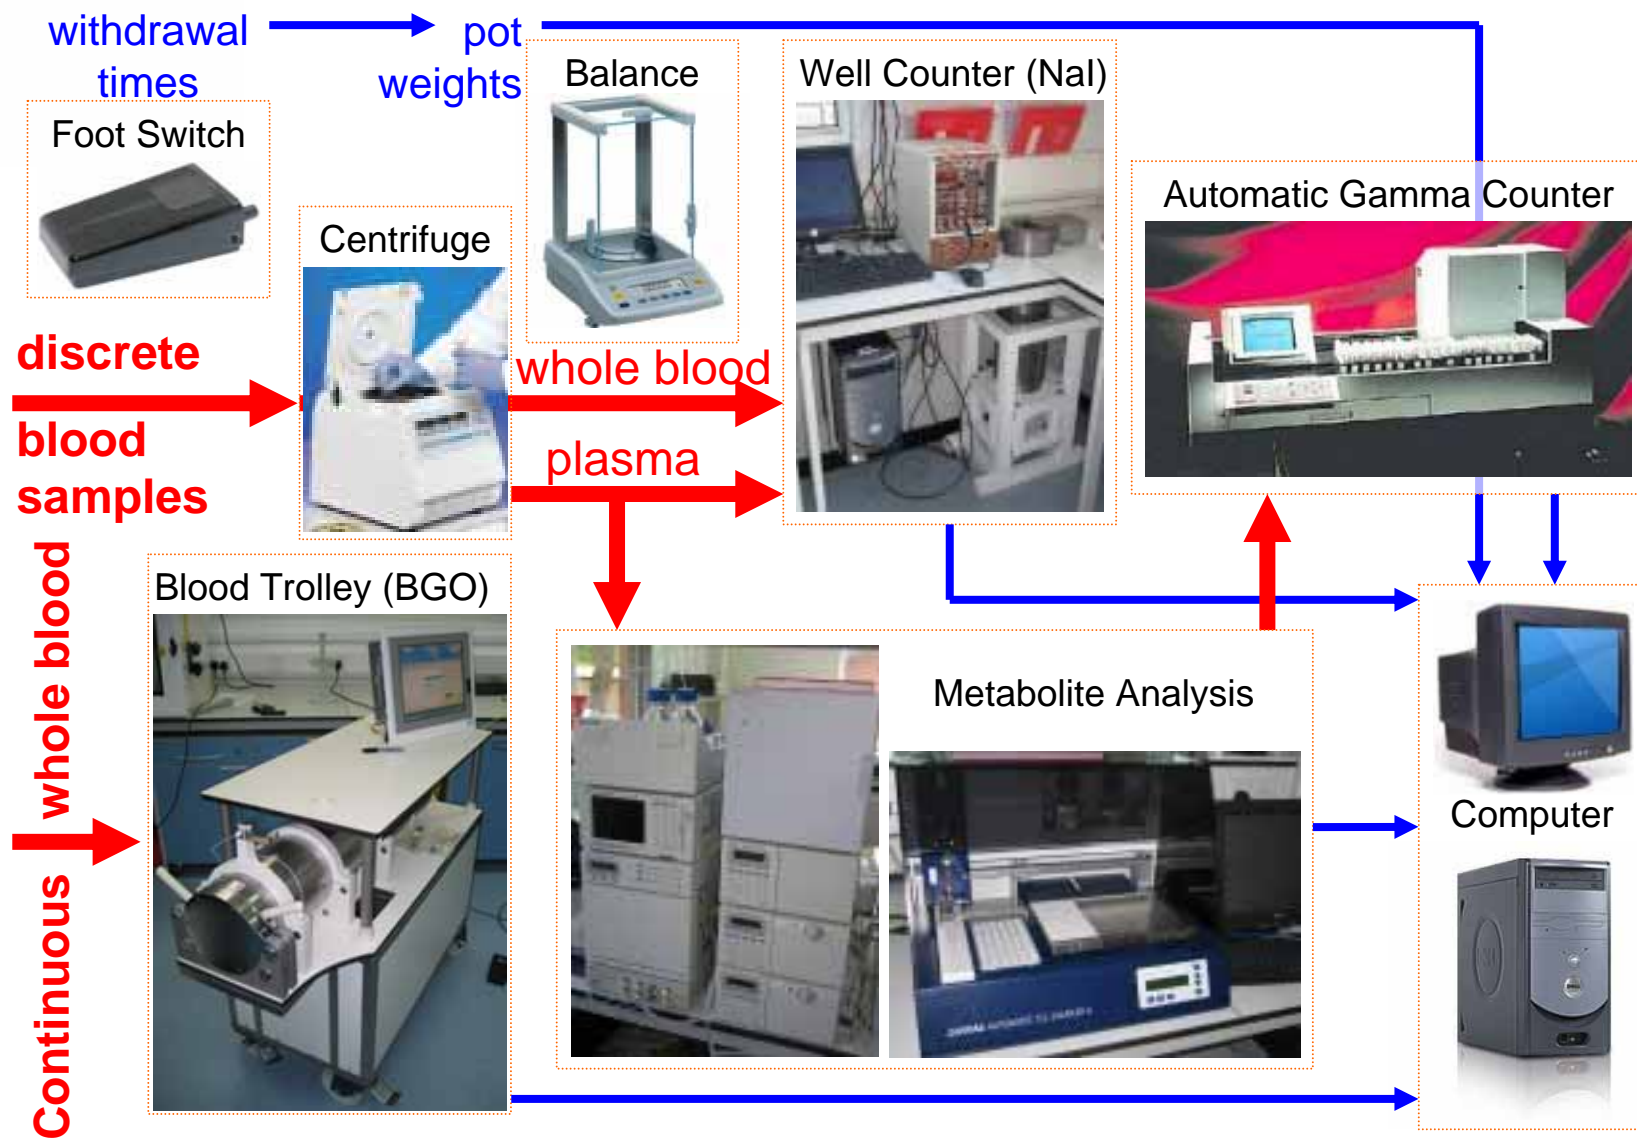 withdrawal
times
pot
weights
Foot Switch
Balance
Well Counter (NaI)
Automatic Gamma Counter
Centrifuge
discrete
blood
samples
whole blood
plasma
Continuous whole blood
Blood Trolley (BGO)
Metabolite Analysis
Computer